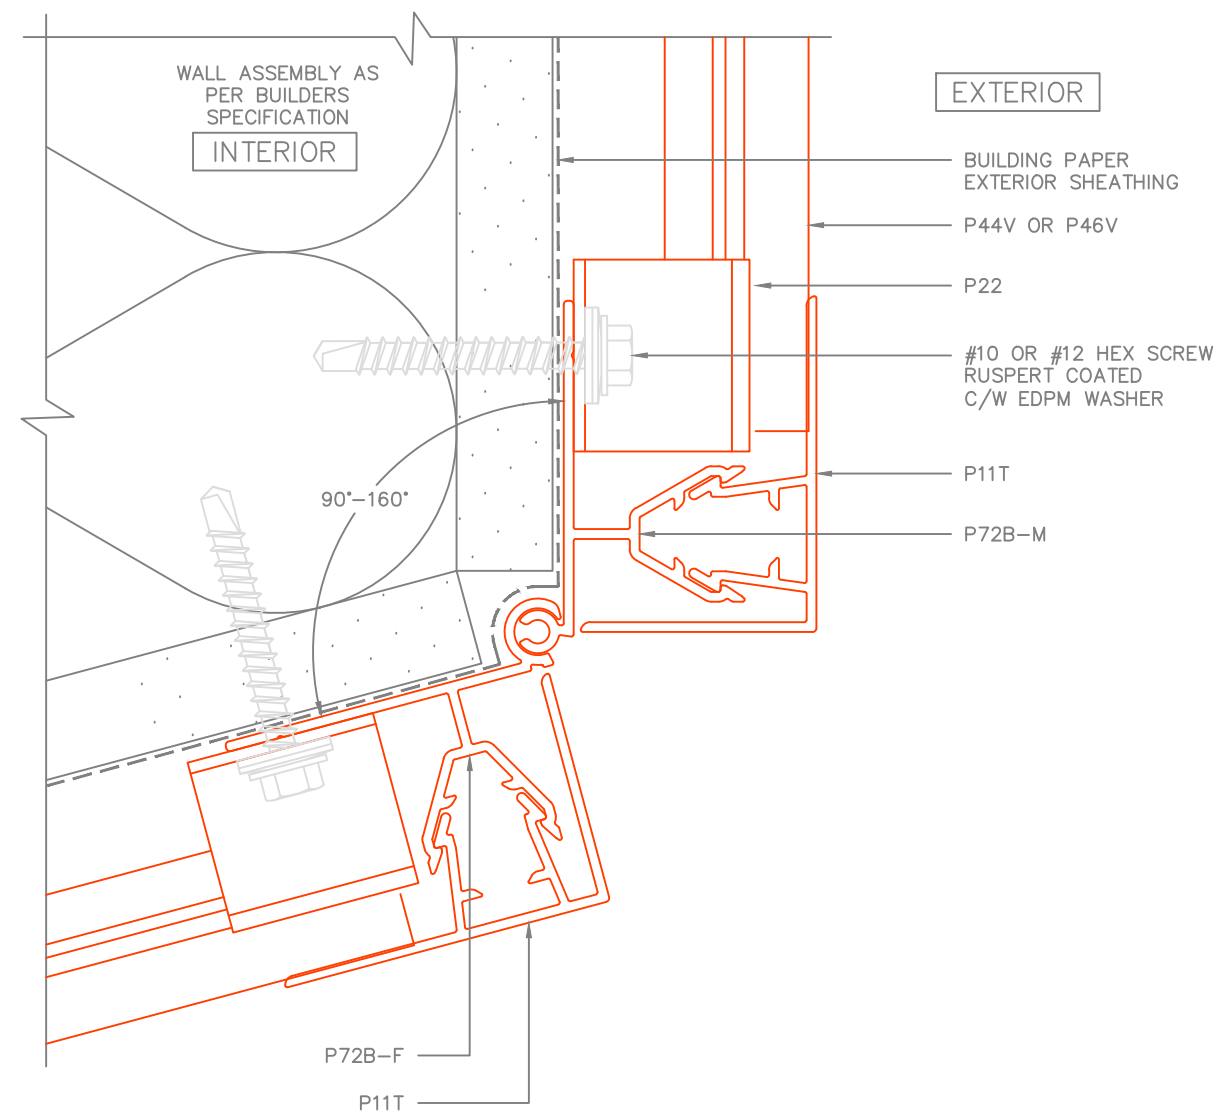 WALL ASSEMBLY AS
PER BUILDERS
SPECIFICATION
INTERIOR
EXTERIOR
BUILDING PAPER
EXTERIOR SHEATHING
P44V OR P46V
P22
#10 OR #12 HEX SCREW
RUSPERT COATED
C/W EDPM WASHER
P11T
90°-160°
P72B-M
P72B-F
P11T